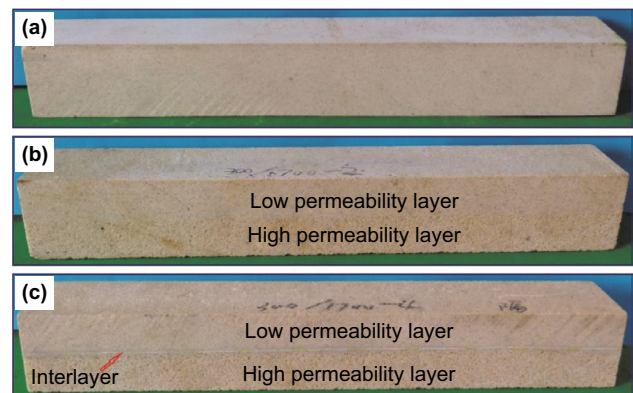 (a)
(b)
Low permeability layer
High permeability layer
(c)
Low permeability layer
Interlayer
High permeability layer